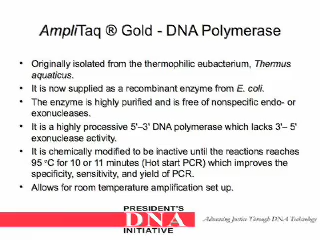 AmpliTaq ® Gold - DNA Polymerase
• Originally isolated from the thermophilic eubacterium, Thermus
aquaticus.
• It is now supplied as a recombinant enzyme from E. coli.
• The enzyme is highly purified and is free of nonspecific endo- or
exonucleases.
• It is a highly processive 5'–3' DNA polymerase which lacks 3'– 5'
exonuclease activity.
• It is chemically modified to be inactive until the reactions reaches
95 °C for 10 or 11 minutes (Hot start PCR) which improves the
specificity, sensitvity, and yield of PCR.
• Allows for room temperature amplification set up.
PRESIDENT'S
DNA
INITIATIVE
Advancing Justice Through DNA Technology